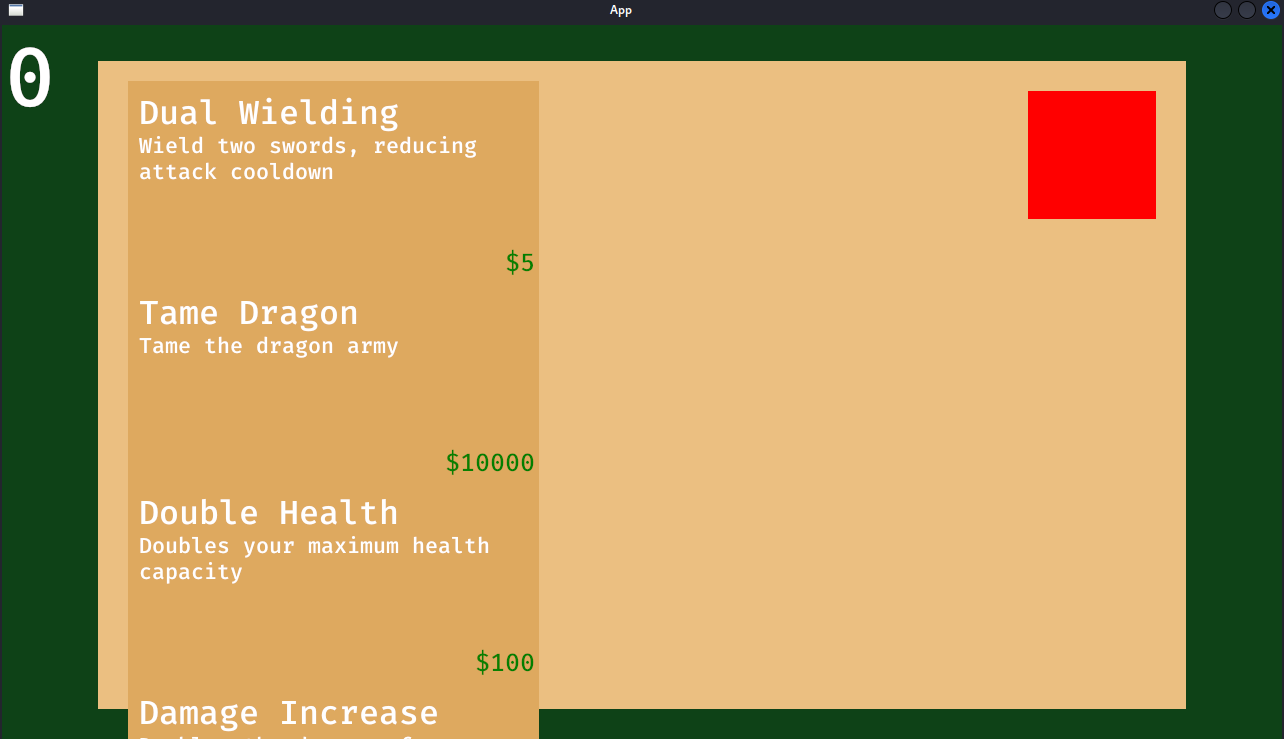 App
0
Dual Wielding
Wield two swords, reducing
attack cooldown
$5
Tame Dragon
Tame the dragon army
$10000
Double Health
Doubles your maximum health
capacity
$100
Damage Increase